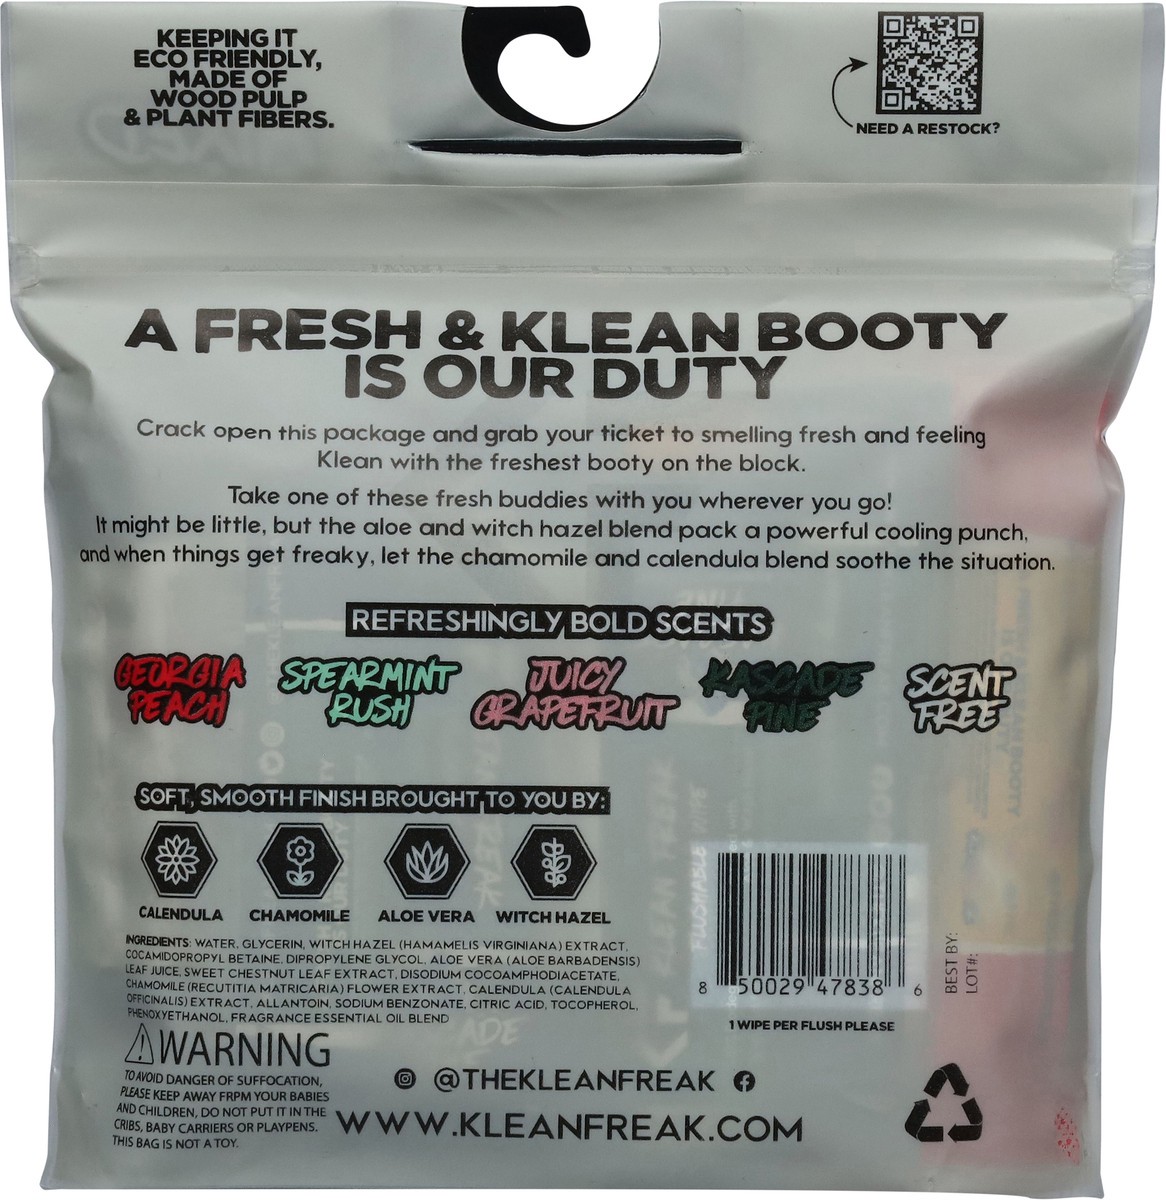 KEEPING IT
ECO FRIENDLY,
MADE OF
WOOD PULP
& PLANT FIBERS.
NEED A RESTOCK?
A FRESH & KLEAN BOOTY
IS OUR DUTY
Crack open this package and grab your ticket to smelling fresh and feeling
Klean with the freshest booty on the block.
Take one of these fresh buddies with you wherever you go!
It might be little, but the aloe and witch hazel blend pack a powerful cooling punch,
and when things get freaky, let the chamomile and calendula blend soothe the situation.
REFRESHINGLY BOLD SCENTS
GEORGIA
PEACH
SPEARMINT
RUSH
JUICY
GRAPEFRUIT
KASCADE
PINE
SCENT
FREE
SOFT, SMOOTH FINISH BROUGHT TO YOU BY:
CALENDULA CHAMOMILE ALOE VERA WITCH HAZEL
INGREDIENTS: WATER, GLYCERIN, WITCH HAZEL (HAMAMELIS VIRGINIANA) EXTRACT,
COCAMIDOPROPYL BETAINE, DIPROPYLENE GLYCOL, ALOE VERA (ALOE BARBADENSIS)
LEAF JUICE, SWEET CHESTNUT LEAF EXTRACT, DISODIUM COCOAMPHODIACETATE,
CHAMOMILE (RECUTITA MATRICARIA) FLOWER EXTRACT, CALENDULA (CALENDULA
OFFICINALIS) EXTRACT, ALLANTOIN, SODIUM BENZONATE, CITRIC ACID, TOCOPHEROL,
PHENOXYETHANOL, FRAGRANCE ESSENTIAL OIL BLEND
WARNING
TO AVOID DANGER OF SUFFOCATION,
PLEASE KEEP AWAY FRPM YOUR BABIES
AND CHILDREN, DO NOT PUT IT IN THE
CRIBS, BABY CARRIERS OR PLAYPENS.
THIS BAG IS NOT A TOY.
FLUSHABLE WIPE
8 50029 47838 6
1 WIPE PER FLUSH PLEASE
BEST BY:
LOT#:
@THEKLEANFREAK
WWW.KLEANFREAK.COM